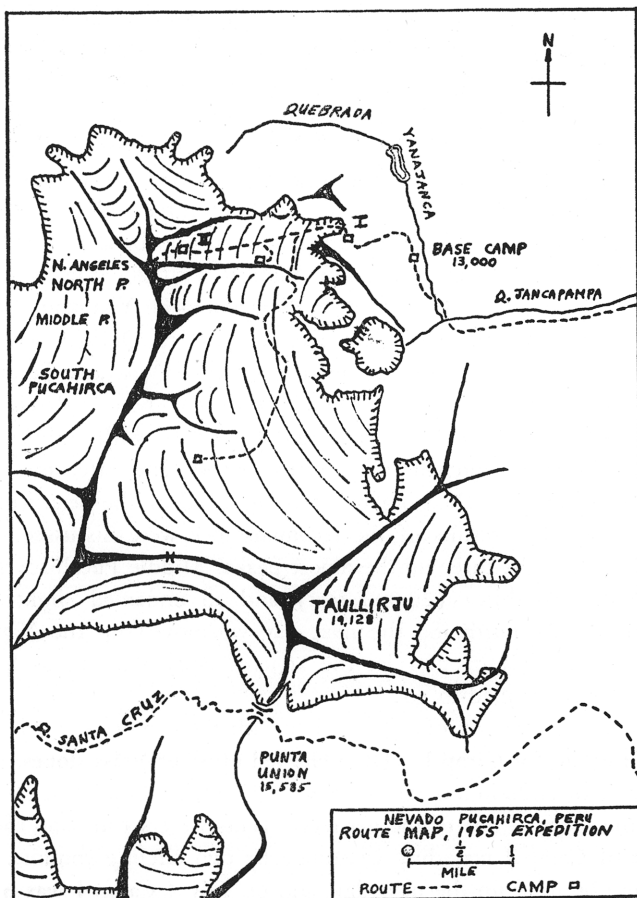 N
QUEBRADA
YANAJANCA
I
II
BASE CAMP
13,000
Q. JANCAPAMPA
N. ANGELES
NORTH P.
MIDDLE P.
SOUTH
PUCAHIRCA
TAULLIRJU
19,128
Q. SANTA CRUZ
PUNTA
UNION
15,585
NEVADO PUCAHIRCA, PERU
ROUTE MAP, 1955 EXPEDITION
0 1/2 1
MILE
ROUTE ---- CAMP